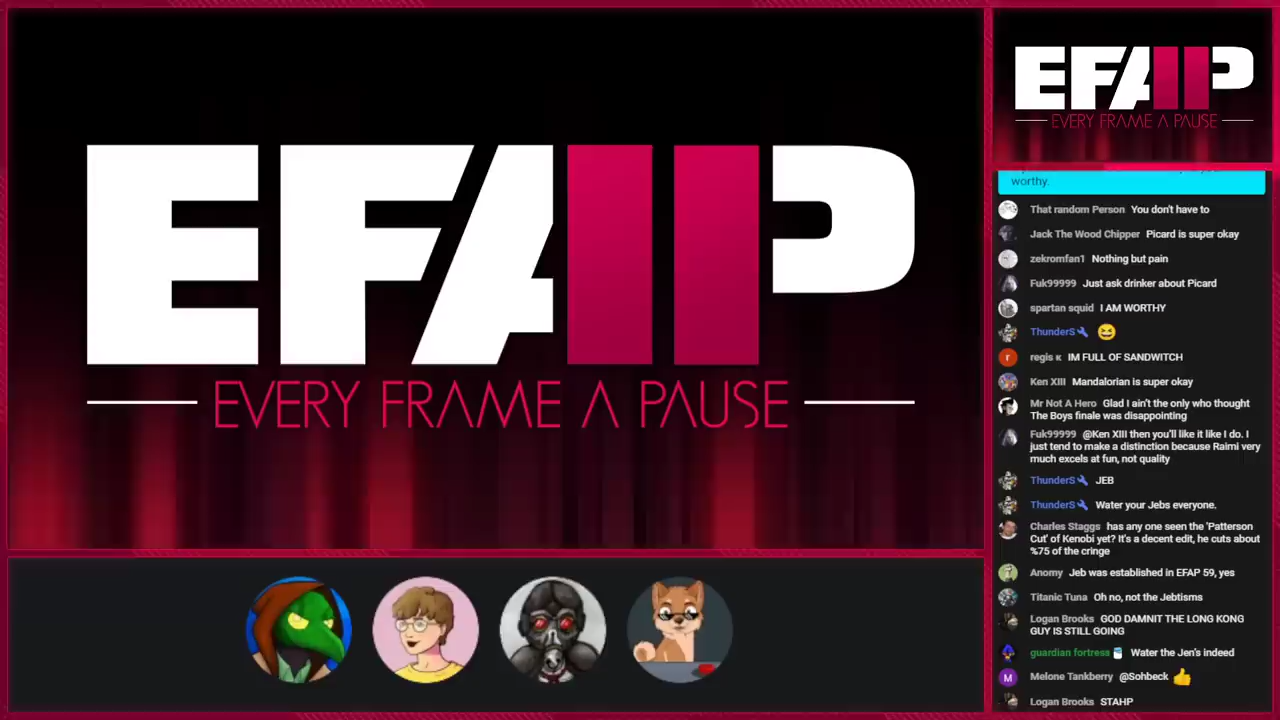 EFAP
EVERY FRAME A PAUSE
EFAP
EVERY FRAME A PAUSE
worthy.
That random Person You don't have to
Jack The Wood Chipper Picard is super okay
zekromfan1 Nothing but pain
Fuk99999 Just ask drinker about Picard
spartan squid I AM WORTHY
ThunderS 😆
r regis к IM FULL OF SANDWITCH
Ken XIII Mandalorian is super okay
Mr Not A Hero Glad I ain't the only who thought
The Boys finale was disappointing
Fuk99999 @Ken XIII then you'll like it like I do. I
just tend to make a distinction because Raimi very
much excels at fun, not quality
ThunderS JEB
ThunderS Water your Jebs everyone.
Charles Staggs has any one seen the 'Patterson
Cut' of Kenobi yet? It's a decent edit, he cuts about
%75 of the cringe
Anomy Jeb was established in EFAP 59, yes
Titanic Tuna Oh no, not the Jebtisms
Logan Brooks GOD DAMNIT THE LONG KONG
GUY IS STILL GOING
guardian fortress Water the Jen's indeed
M Melone Tankberry @Sohbeck 👍
Logan Brooks STAHP